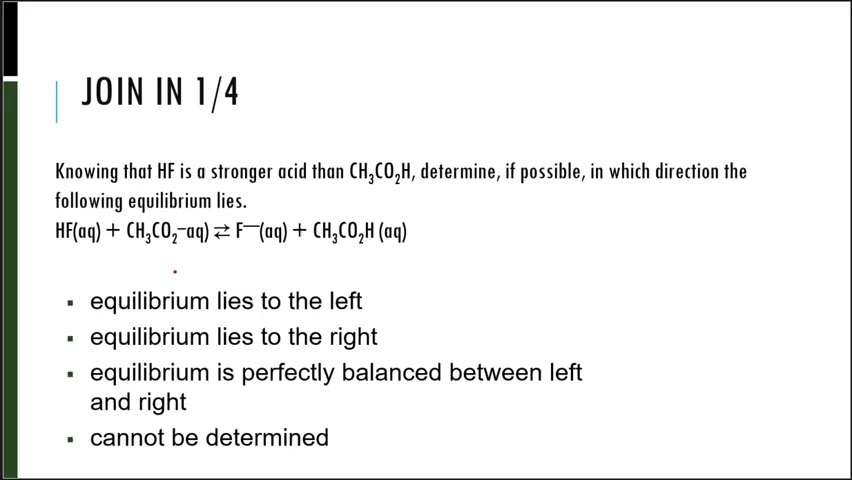 JOIN IN 1/4
Knowing that HF is a stronger acid than CH₃CO₂H, determine, if possible, in which direction the
following equilibrium lies.
HF(aq) + CH₃CO₂⁻aq) ⇄ F⁻(aq) + CH₃CO₂H (aq)
▪ equilibrium lies to the left
▪ equilibrium lies to the right
▪ equilibrium is perfectly balanced between left
and right
▪ cannot be determined